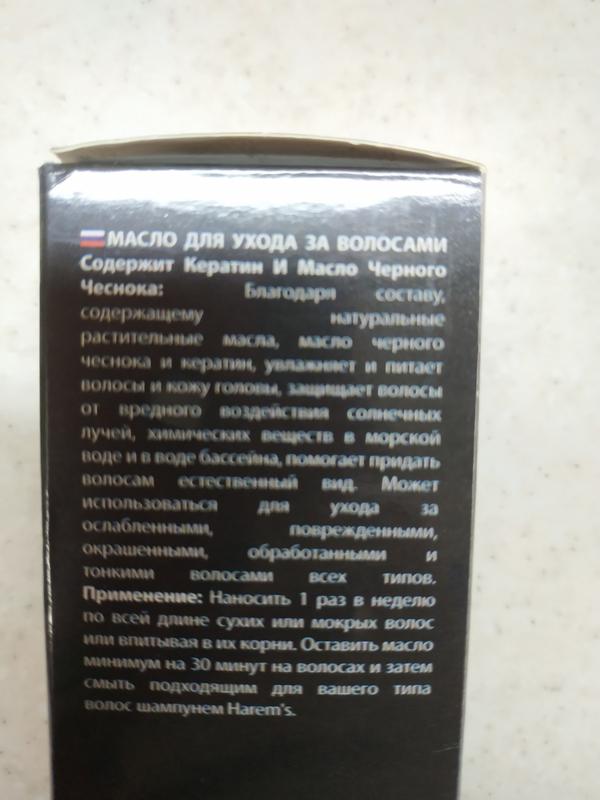 МАСЛО ДЛЯ УХОДА ЗА ВОЛОСАМИ
Содержит Кератин И Масло Черного
Чеснока: Благодаря составу,
содержащему натуральные
растительные масла, масло черного
чеснока и кератин, увлажняет и питает
волосы и кожу головы, защищает волосы
от вредного воздействия солнечных
лучей, химических веществ в морской
воде и в воде бассейна, помогает придать
волосам естественный вид. Может
использоваться для ухода за
ослабленными, поврежденными,
окрашенными, обработанными и
тонкими волосами всех типов.
Применение: Наносить 1 раз в неделю
по всей длине сухих или мокрых волос
или впитывая в их корни. Оставить масло
минимум на 30 минут на волосах и затем
смыть подходящим для вашего типа
волос шампунем Harem's.